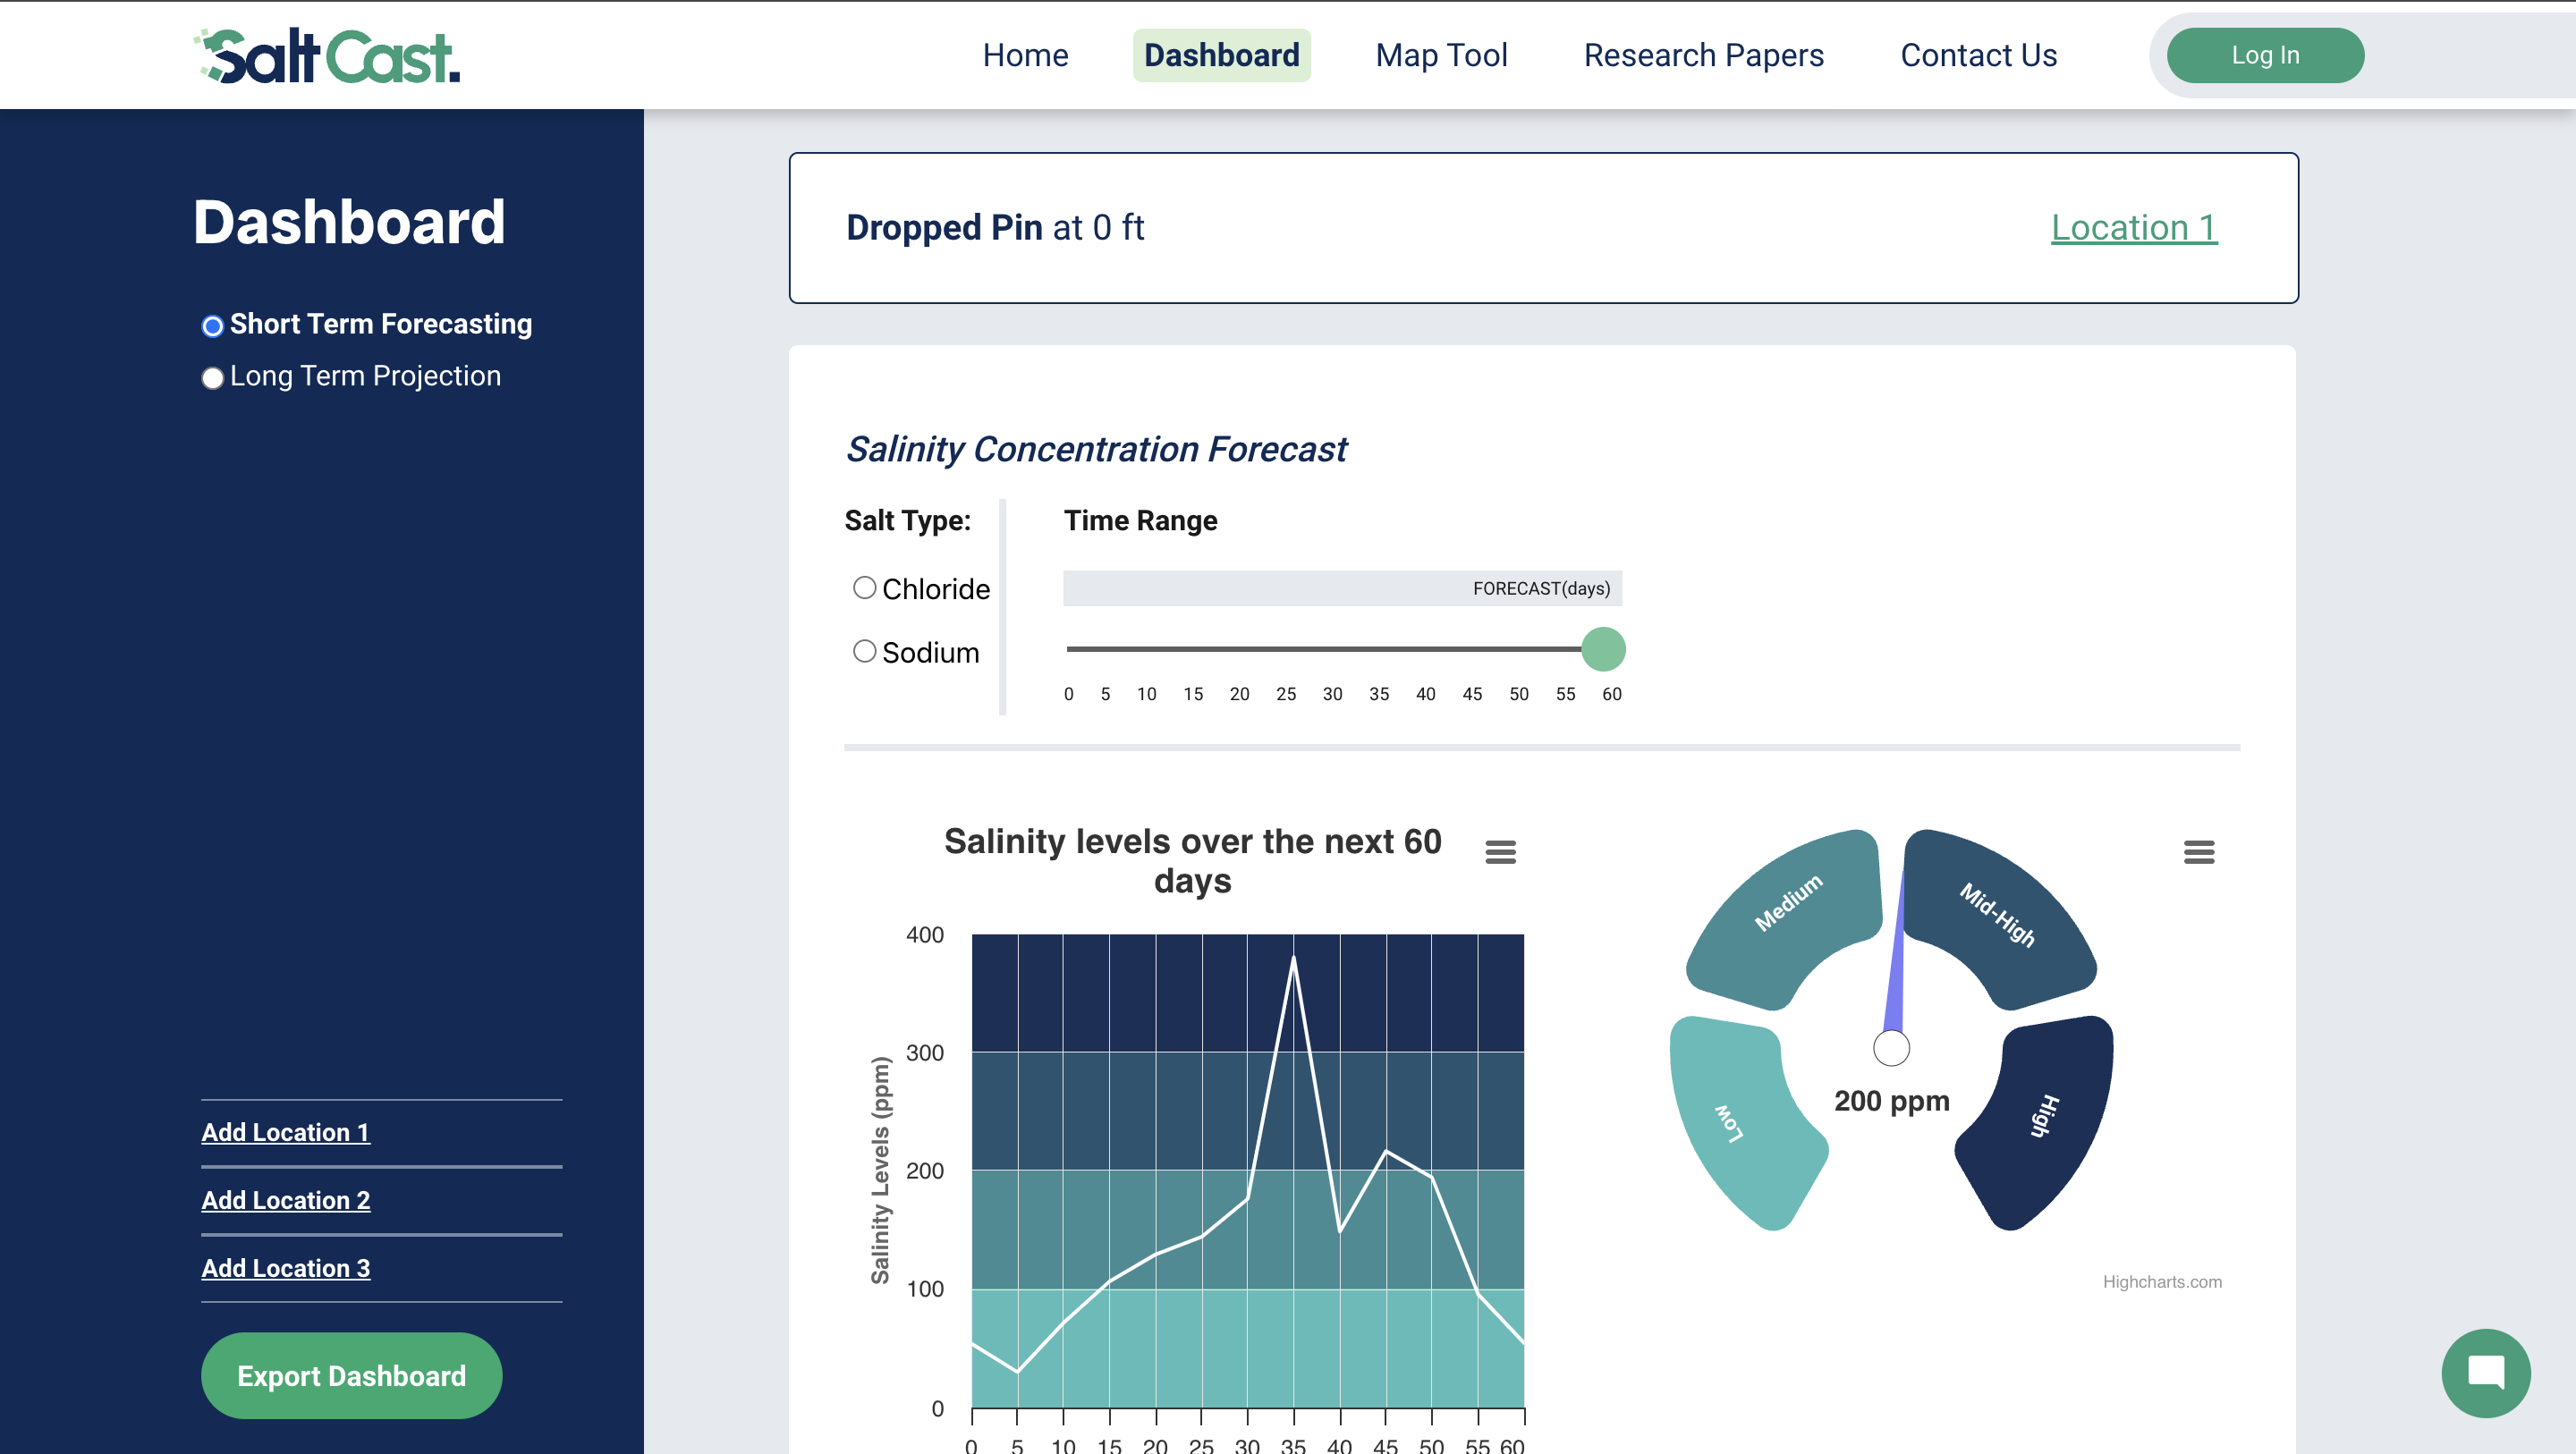 SaltCast.
Home
Dashboard
Map Tool
Research Papers
Contact Us
Log In
Dashboard
Short Term Forecasting
Long Term Projection
Add Location 1
Add Location 2
Add Location 3
Export Dashboard
Dropped Pin at 0 ft
Location 1
Salinity Concentration Forecast
Salt Type:
Chloride
Sodium
Time Range
FORECAST(days)
0 5 10 15 20 25 30 35 40 45 50 55 60
Salinity levels over the next 60
days
Salinity Levels (ppm)
400
300
200
100
0
0 5 10 15 20 25 30 35 40 45 50 55 60
Low
Medium
Mid-High
High
200 ppm
Highcharts.com